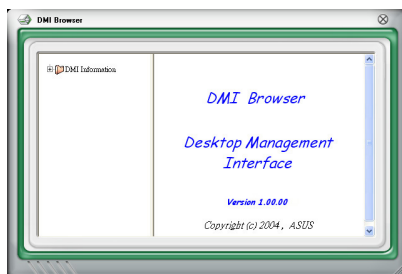 DMI Browser
DMI Information
DMI Browser
Desktop Management
Interface
Version 1.00.00
Copyright (c) 2004, ASUS